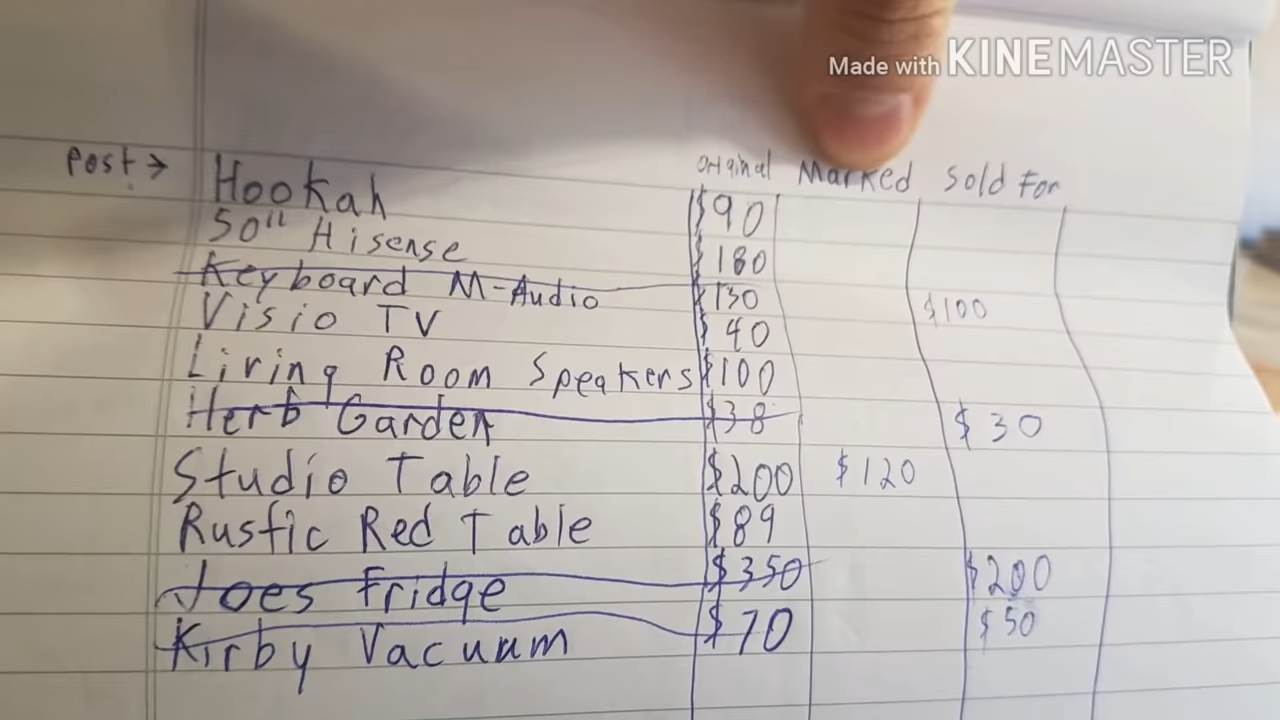 Made with KINEMASTER
Post → Original Marked Sold For
Hookah $90
50" Hisense $180
Keyboard M-Audio $130 $100
Visio TV $40
Living Room Speakers $100
Herb Garden $38 $30
Studio Table $200 $120
Rustic Red Table $89
Joes Fridge $350 $200
Kirby Vacuum $70 $50